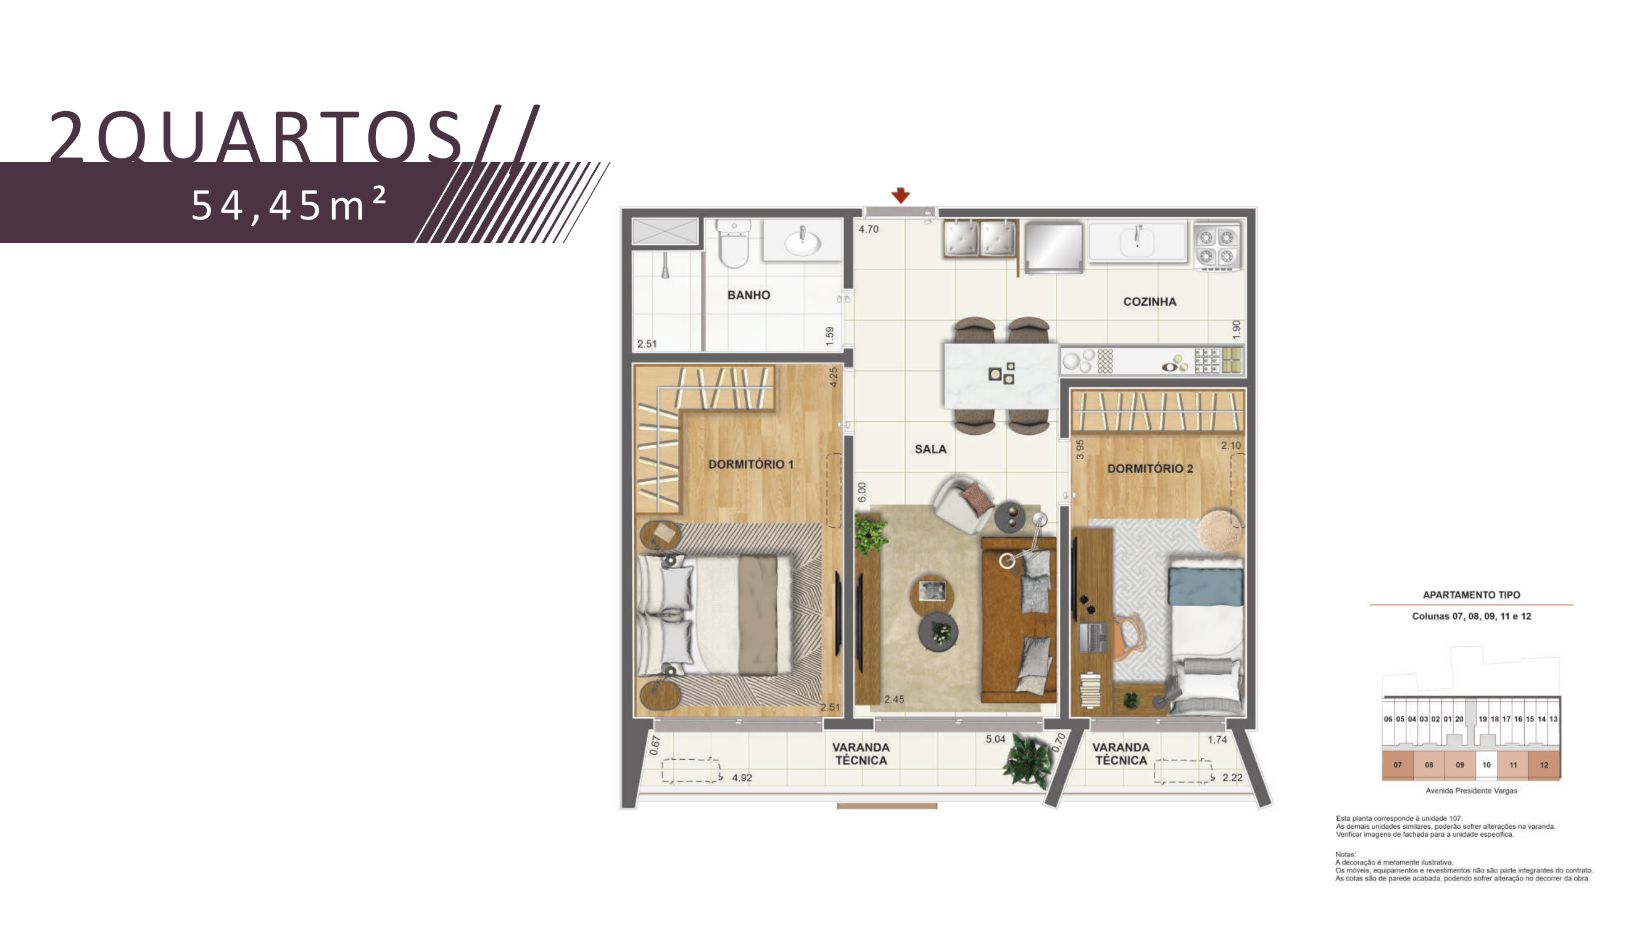 2QUARTOS//
54,45m²
4.70
BANHO
COZINHA
2.51
1.59
1.90
4.25
SALA
DORMITÓRIO 1
3.95
2.10
DORMITÓRIO 2
6.00
2.45
2.51
0.67
VARANDA
TÉCNICA
5.04
0.70
4.92
VARANDA
TÉCNICA
1.74
2.22
APARTAMENTO TIPO
Colunas 07, 08, 09, 11 e 12
06 05 04 03 02 01 20 19 18 17 16 15 14 13
07 08 09 10 11 12
Avenida Presidente Vargas
Esta planta corresponde à unidade 107.
As demais unidades similares, poderão sofrer alterações na varanda.
Verificar imagens de fachada para a unidade específica.
Notas:
A decoração é meramente ilustrativa.
Os móveis, equipamentos e revestimentos não são parte integrantes do contrato.
As cotas são de parede acabada, podendo sofrer alteração no decorrer da obra.